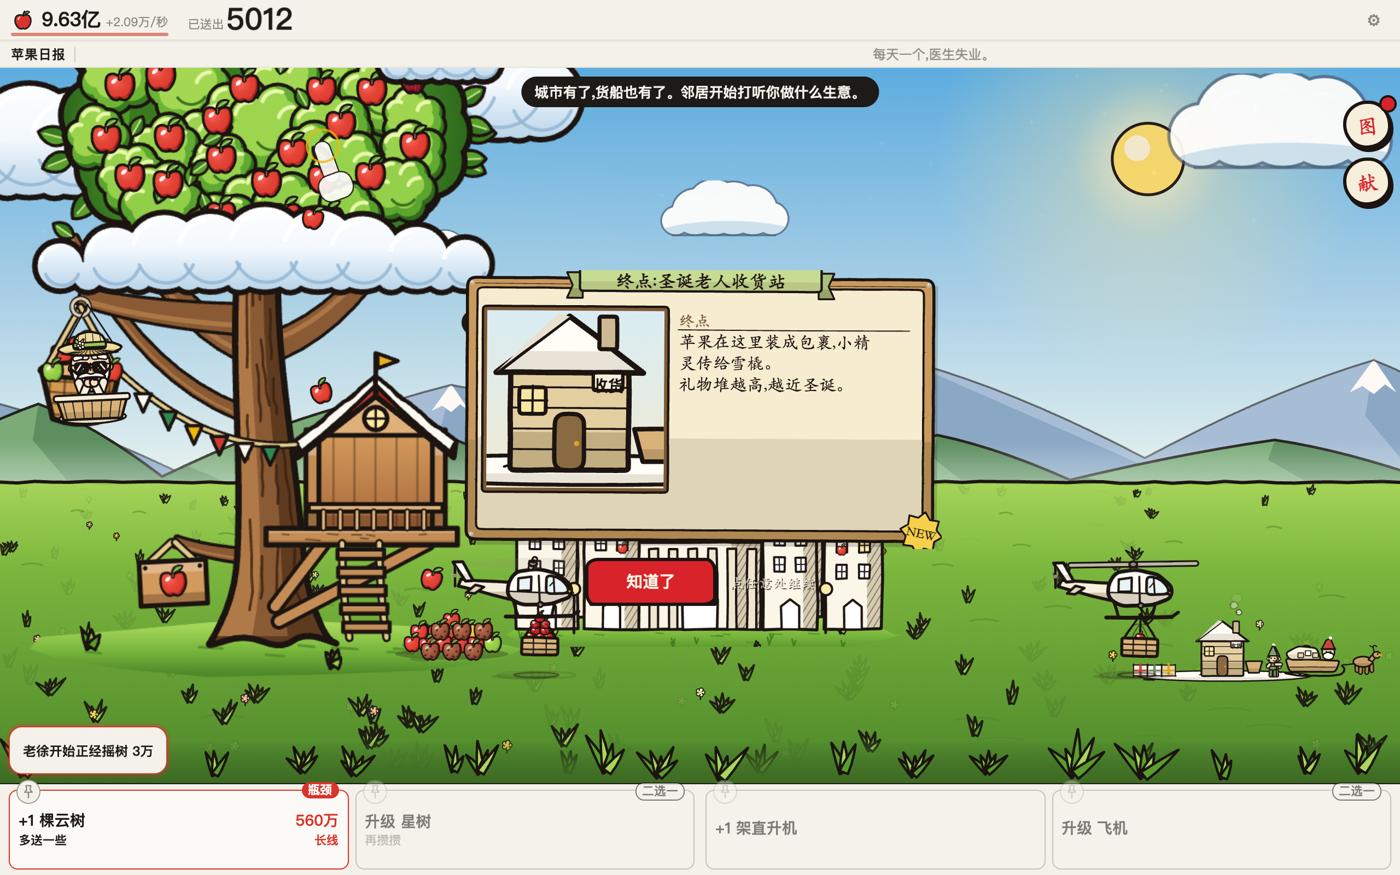 9.63亿 +2.09万/秒 已送出 5012
苹果日报
每天一个,医生失业。
城市有了,货船也有了。邻居开始打听你做什么生意。
图
献
终点:圣诞老人收货站
终点
苹果在这里装成包裹,小精
灵传给雪橇。
礼物堆越高,越近圣诞。
收货
NEW
知道了
点任意处继续
老徐开始正经摇树 3万
瓶颈
+1 棵云树 560万
多送一些 长线
二选一
升级 星树
再攒攒
+1 架直升机
二选一
升级 飞机